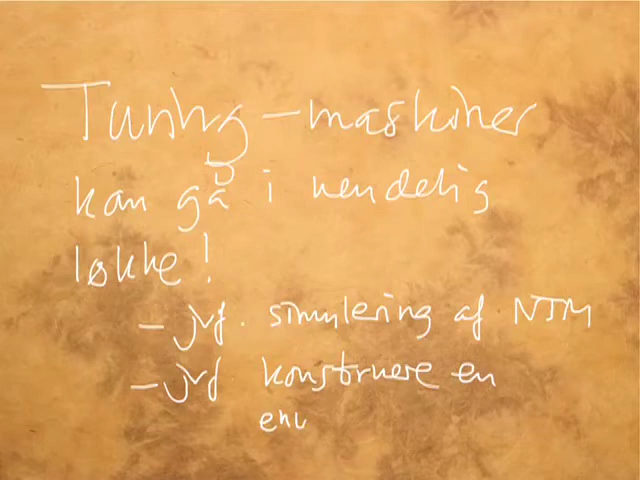 Turing-maskiner
kan gå i uendelig
løkke!
- jvf. simulering af NTM
- jvf konstruere en
enu